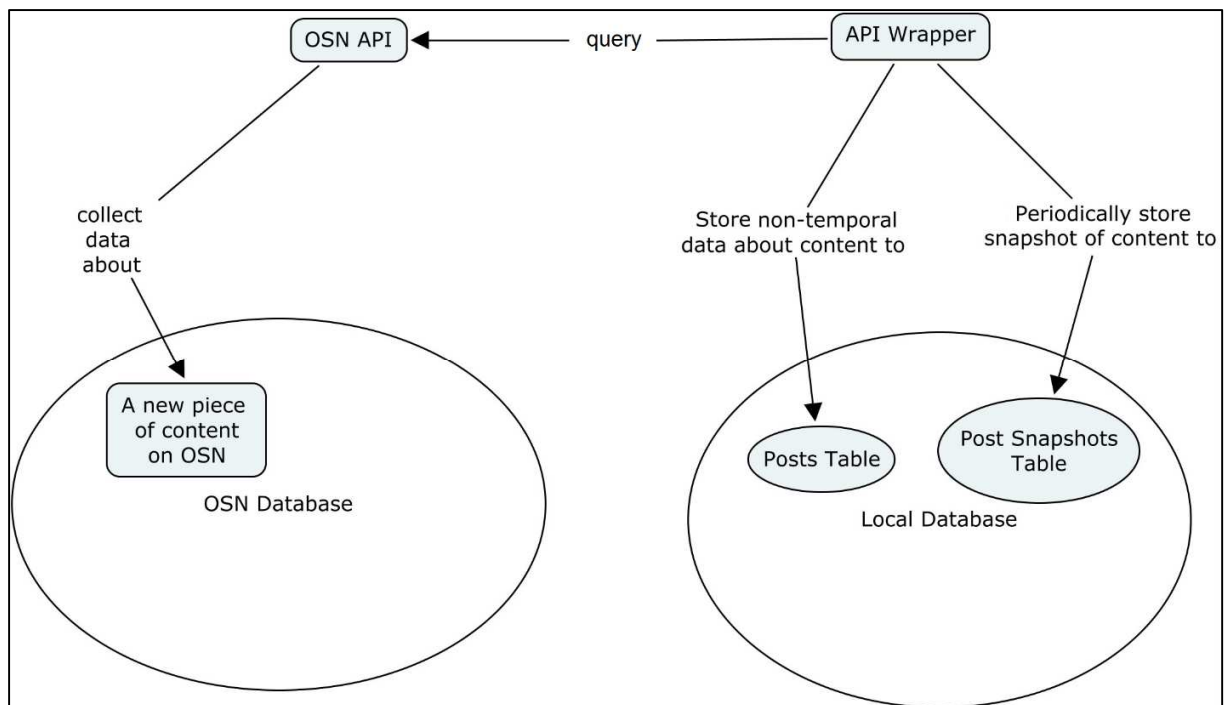 OSN API
query
API Wrapper
collect
data
about
Store non-temporal
data about content to
Periodically store
snapshot of content to
A new piece
of content
on OSN
OSN Database
Posts Table
Post Snapshots
Table
Local Database